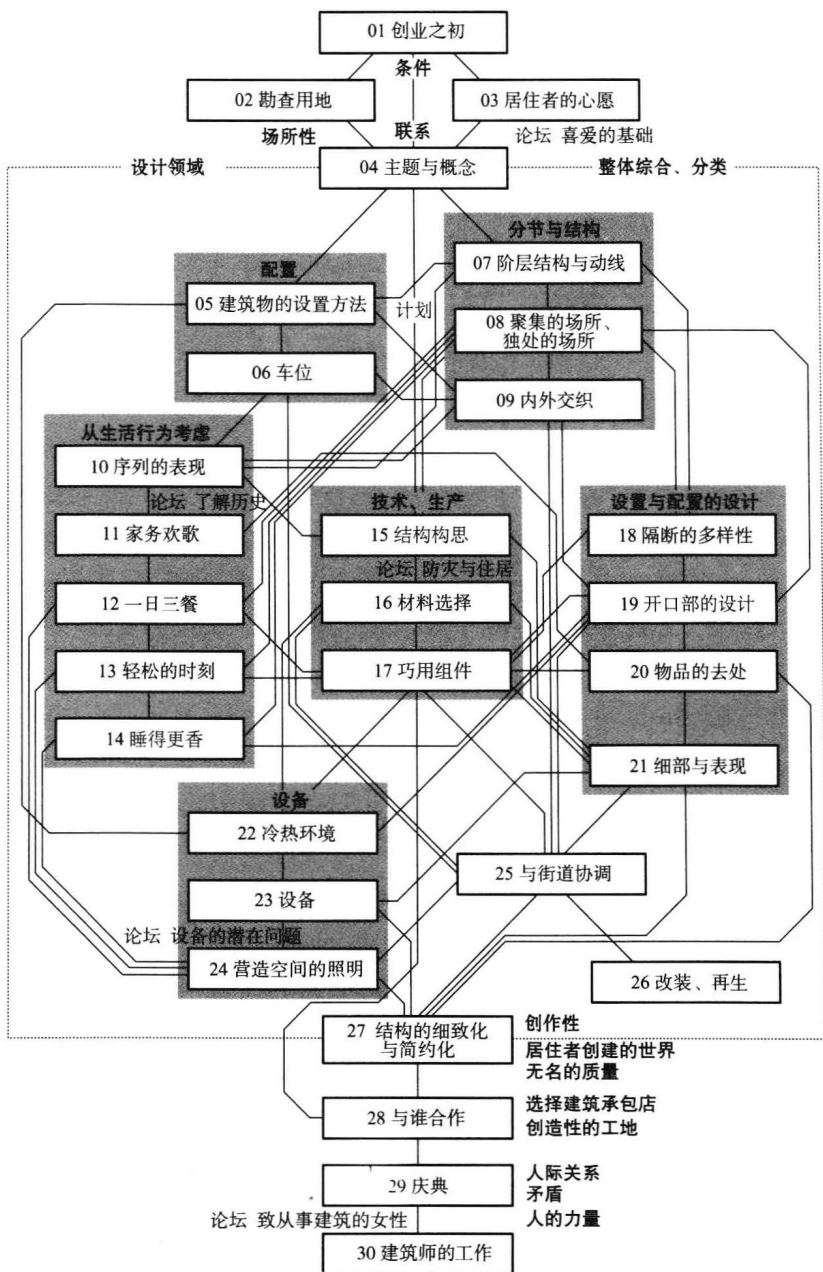 01 创业之初
条件
02 勘查用地
03 居住者的心愿
场所性
联系
论坛 喜爱的基础
设计领域
04 主题与概念
整体综合、分类
分节与结构
配置
07 阶层结构与动线
05 建筑物的设置方法
计划
08 聚集的场所、
独处的场所
06 车位
09 内外交织
从生活行为考虑
10 序列的表现
论坛 了解历史
技术、生产
设置与配置的设计
11 家务欢歌
15 结构构思
18 隔断的多样性
论坛 防灾与住居
12 一日三餐
16 材料选择
19 开口部的设计
13 轻松的时刻
17 巧用组件
20 物品的去处
14 睡得更香
21 细部与表现
设备
22 冷热环境
25 与街道协调
23 设备
论坛 设备的潜在问题
24 营造空间的照明
26 改装、再生
27 结构的细致化
与简约化
创作性
居住者创建的世界
无名的质量
28 与谁合作
选择建筑承包店
创造性的工地
29 庆典
人际关系
矛盾
论坛 致从事建筑的女性
人的力量
30 建筑师的工作